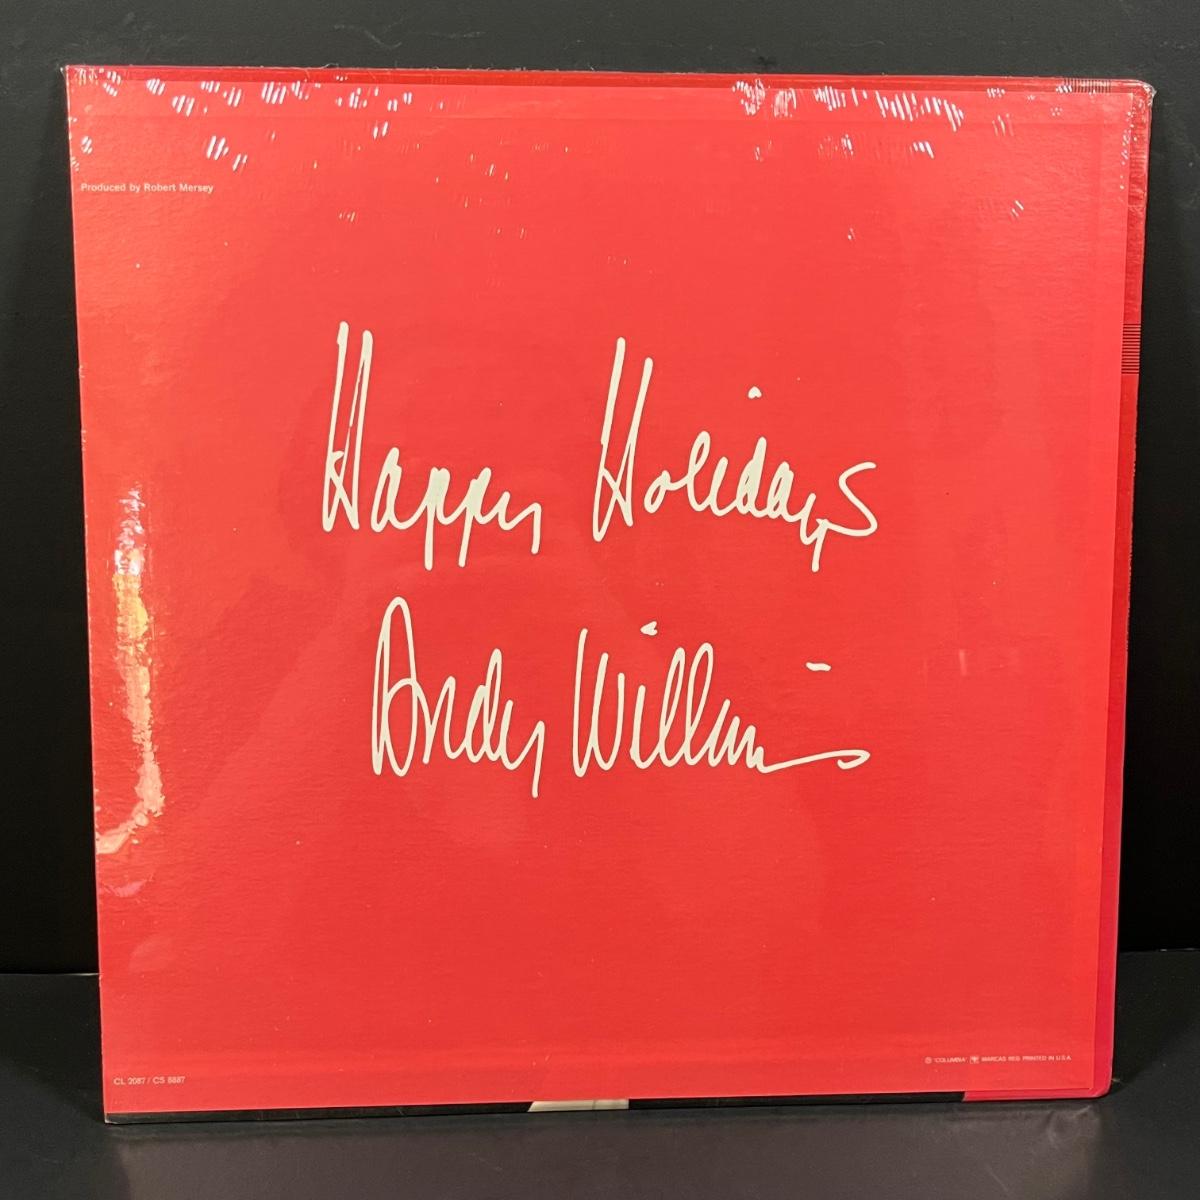 Produced by Robert Mersey
Happy Holidays
Andy Williams
® "COLUMBIA" MARCAS REG. PRINTED IN U.S.A.
CL 2087 / CS 8887